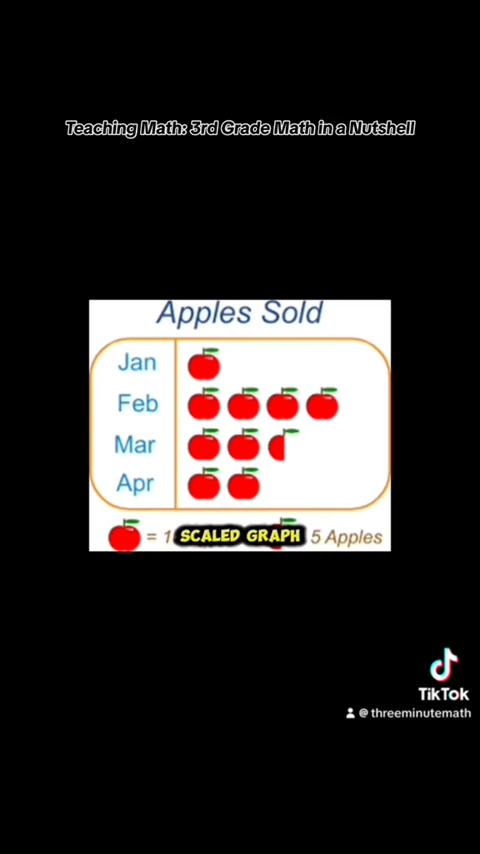 Teaching Math: 3rd Grade Math in a Nutshell
Apples Sold
Jan
Feb
Mar
Apr
= 1 SCALED GRAPH 5 Apples
TikTok
@threeminutemath